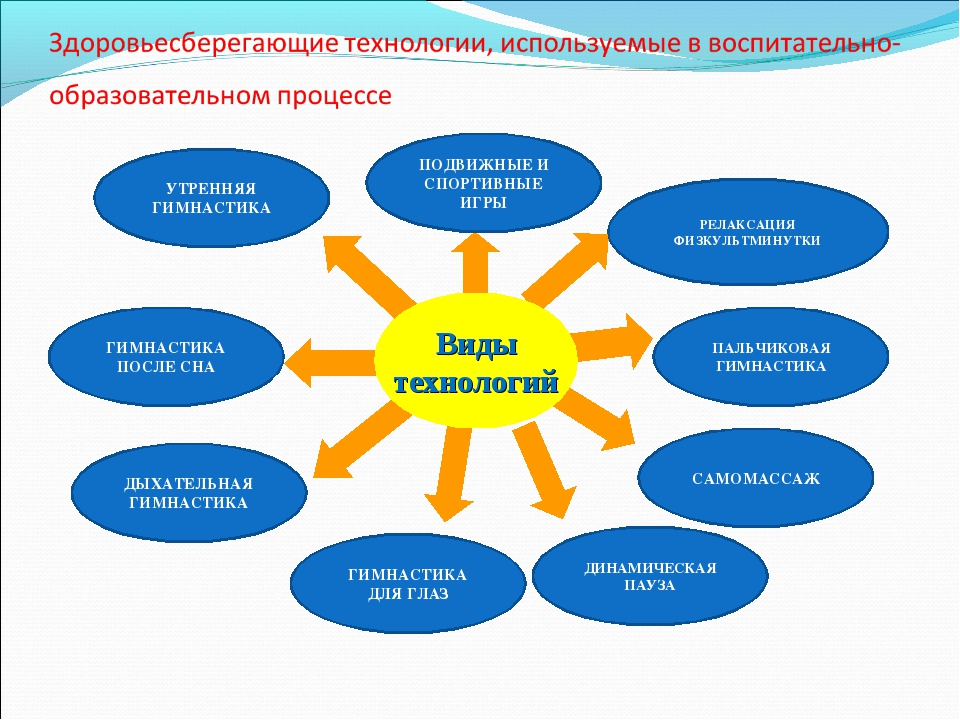 Здоровьесберегающие технологии, используемые в воспитательно-
образовательном процессе
УТРЕННЯЯ
ГИМНАСТИКА
ПОДВИЖНЫЕ И
СПОРТИВНЫЕ
ИГРЫ
РЕЛАКСАЦИЯ
ФИЗКУЛЬТМИНУТКИ
ГИМНАСТИКА
ПОСЛЕ СНА
Виды
технологий
ПАЛЬЧИКОВАЯ
ГИМНАСТИКА
ДЫХАТЕЛЬНАЯ
ГИМНАСТИКА
САМОМАССАЖ
ГИМНАСТИКА
ДЛЯ ГЛАЗ
ДИНАМИЧЕСКАЯ
ПАУЗА